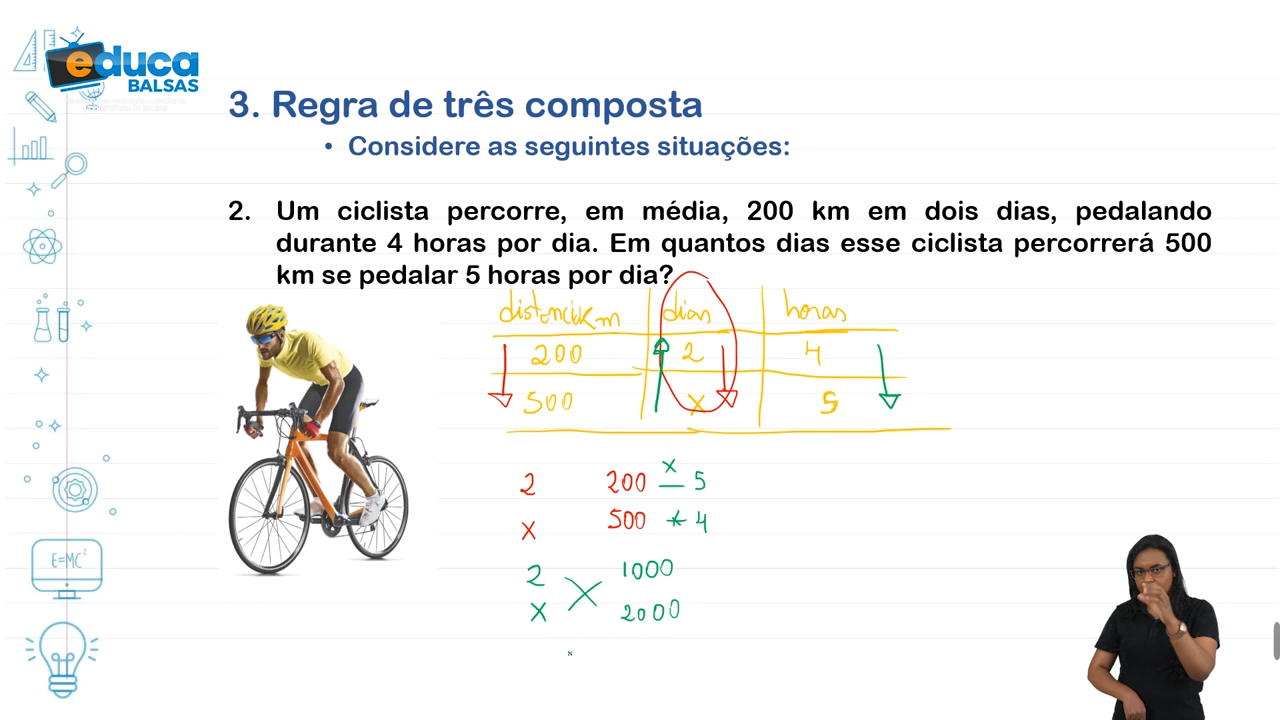 educa
BALSAS
3. Regra de três composta
• Considere as seguintes situações:
2. Um ciclista percorre, em média, 200 km em dois dias, pedalando
durante 4 horas por dia. Em quantos dias esse ciclista percorrerá 500
km se pedalar 5 horas por dia?
distância km dias horas
200 2 4
500 x 5
2 200 x 5
x 500 x 4
2 1000
x 2000
E=MC²